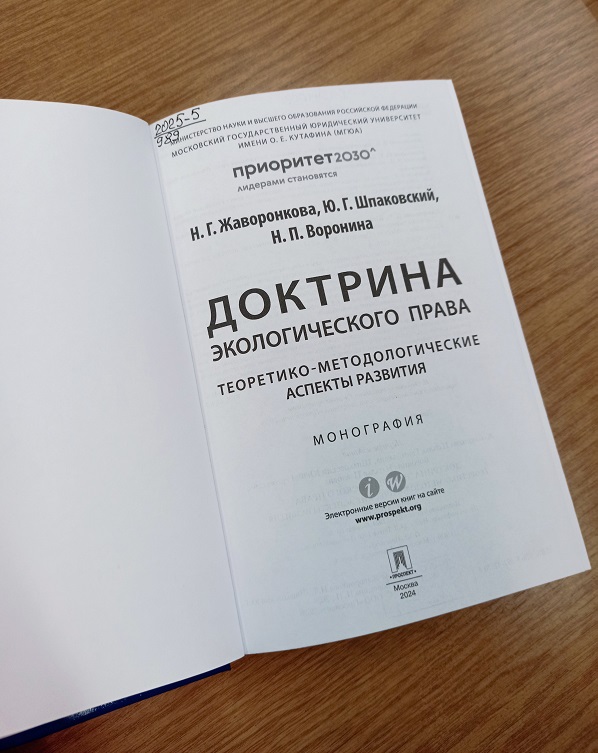 2025-5
989
МИНИСТЕРСТВО НАУКИ И ВЫСШЕГО ОБРАЗОВАНИЯ РОССИЙСКОЙ ФЕДЕРАЦИИ
МОСКОВСКИЙ ГОСУДАРСТВЕННЫЙ ЮРИДИЧЕСКИЙ УНИВЕРСИТЕТ
ИМЕНИ О. Е. КУТАФИНА (МГЮА)
приоритет2030^
лидерами становятся
Н. Г. Жаворонкова, Ю. Г. Шпаковский,
Н. П. Воронина
ДОКТРИНА
ЭКОЛОГИЧЕСКОГО ПРАВА
ТЕОРЕТИКО-МЕТОДОЛОГИЧЕСКИЕ
АСПЕКТЫ РАЗВИТИЯ
МОНОГРАФИЯ
i w
Электронные версии книг на сайте
www.prospekt.org
•ПРОСПЕКТ•
Москва
2024